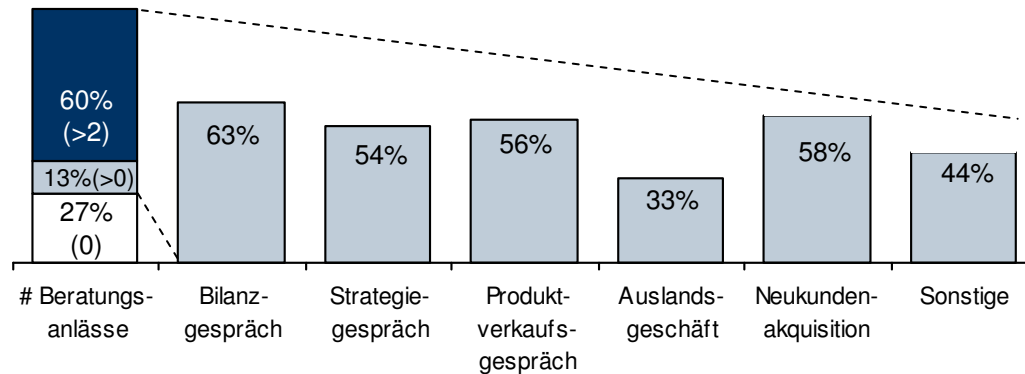 60%
(>2)
13%(>0)
27%
(0)
63%
54%
56%
33%
58%
44%
# Beratungs-
anlässe
Bilanz-
gespräch
Strategie-
gespräch
Produkt-
verkaufs-
gespräch
Auslands-
geschäft
Neukunden-
akquisition
Sonstige